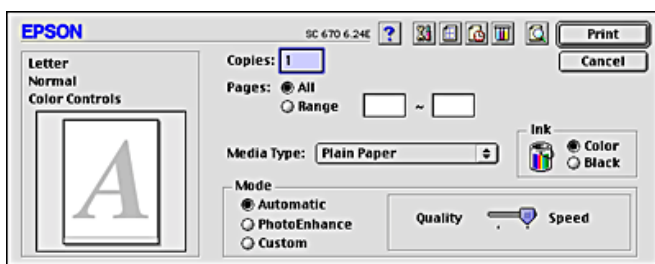 EPSON
SC 670 6.24E
?
Print
Letter
Normal
Color Controls
A
Copies: 1
Cancel
Pages: All
Range ~
Media Type: Plain Paper
Ink
Color
Black
Mode
Automatic
PhotoEnhance
Custom
Quality Speed